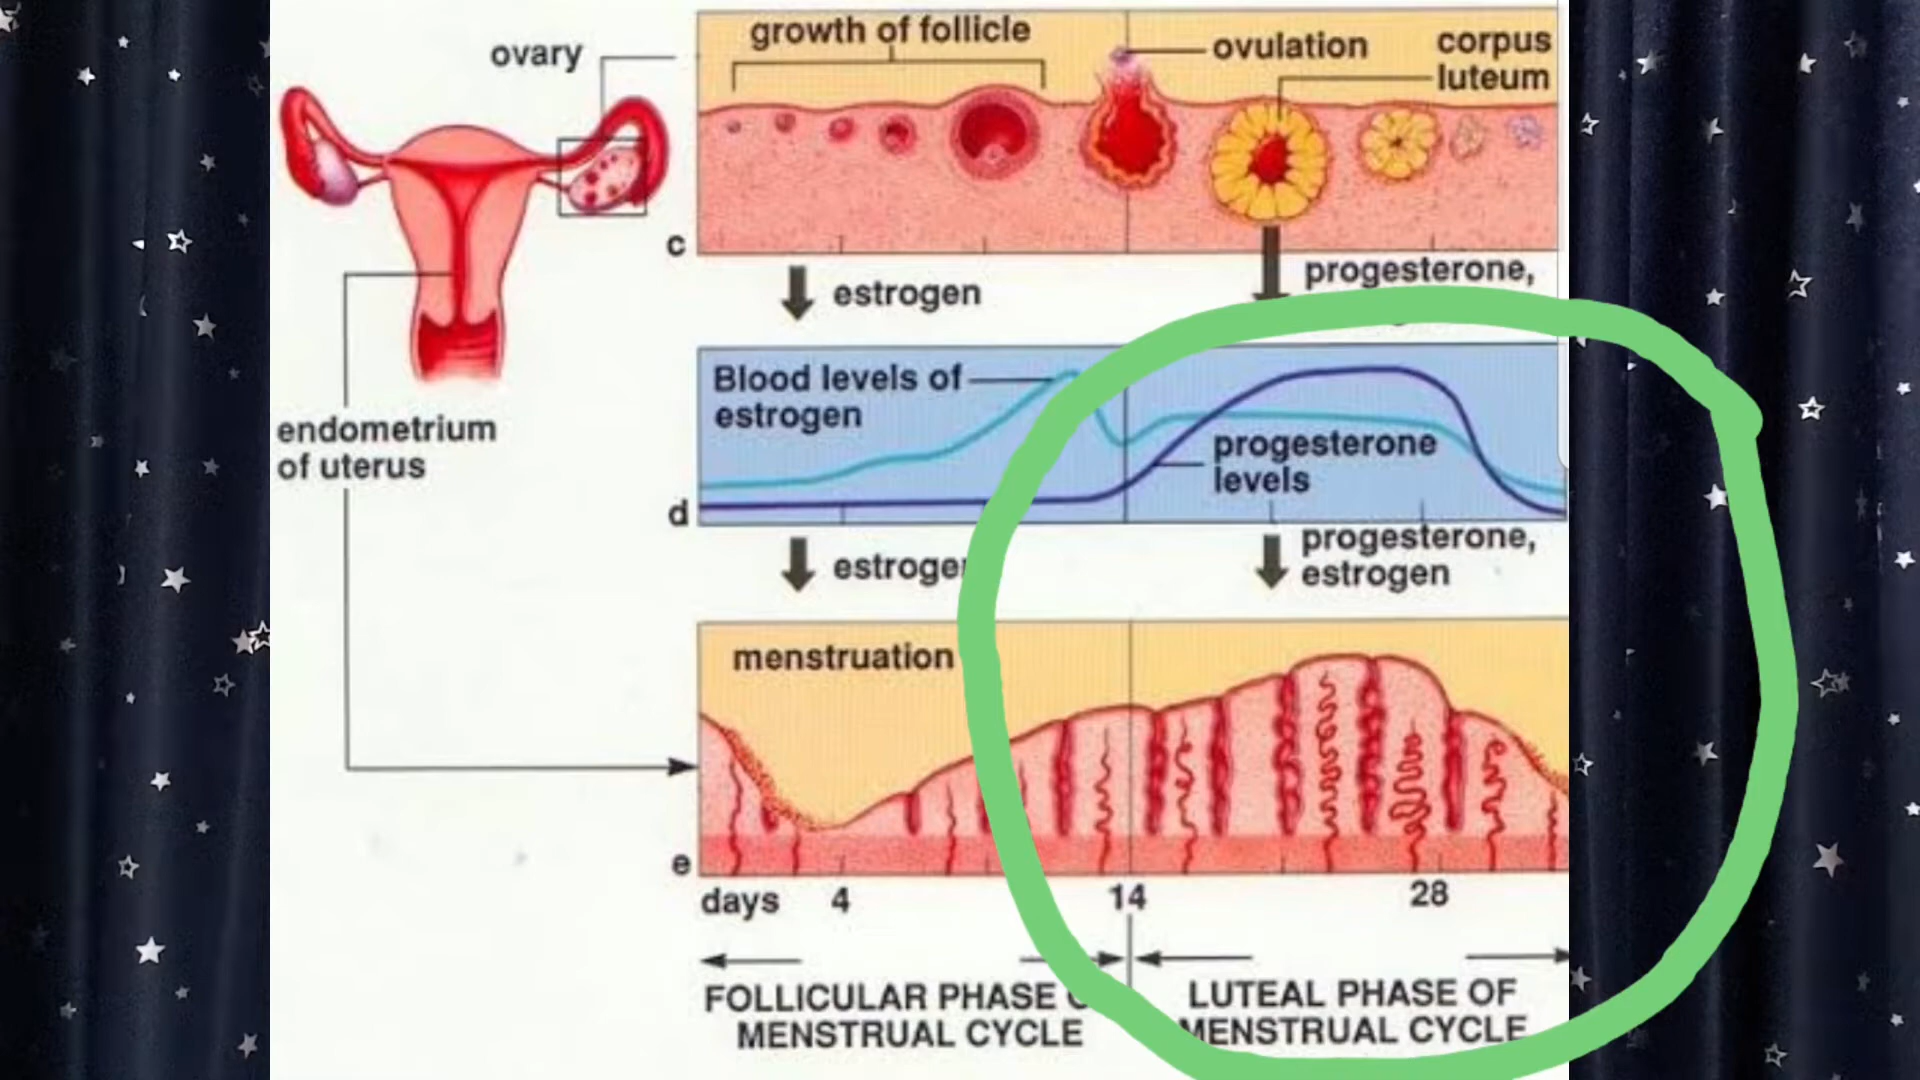 ovary
growth of follicle
ovulation
corpus
luteum
c
estrogen
progesterone,
Blood levels of
estrogen
progesterone
levels
endometrium
of uterus
d
estrogen
progesterone,
estrogen
menstruation
e
days 4 14 28
FOLLICULAR PHASE
MENSTRUAL CYCLE
LUTEAL PHASE OF
MENSTRUAL CYCLE